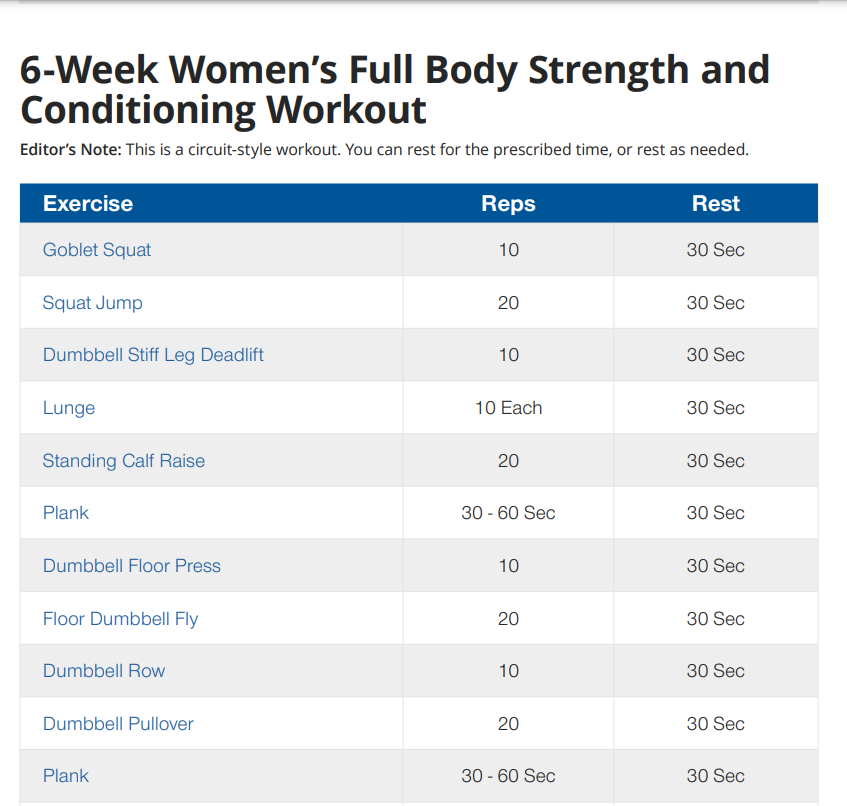 6-Week Women’s Full Body Strength and
Conditioning Workout
Editor’s Note: This is a circuit-style workout. You can rest for the prescribed time, or rest as needed.
Exercise Reps Rest
Goblet Squat 10 30 Sec
Squat Jump 20 30 Sec
Dumbbell Stiff Leg Deadlift 10 30 Sec
Lunge 10 Each 30 Sec
Standing Calf Raise 20 30 Sec
Plank 30 - 60 Sec 30 Sec
Dumbbell Floor Press 10 30 Sec
Floor Dumbbell Fly 20 30 Sec
Dumbbell Row 10 30 Sec
Dumbbell Pullover 20 30 Sec
Plank 30 - 60 Sec 30 Sec